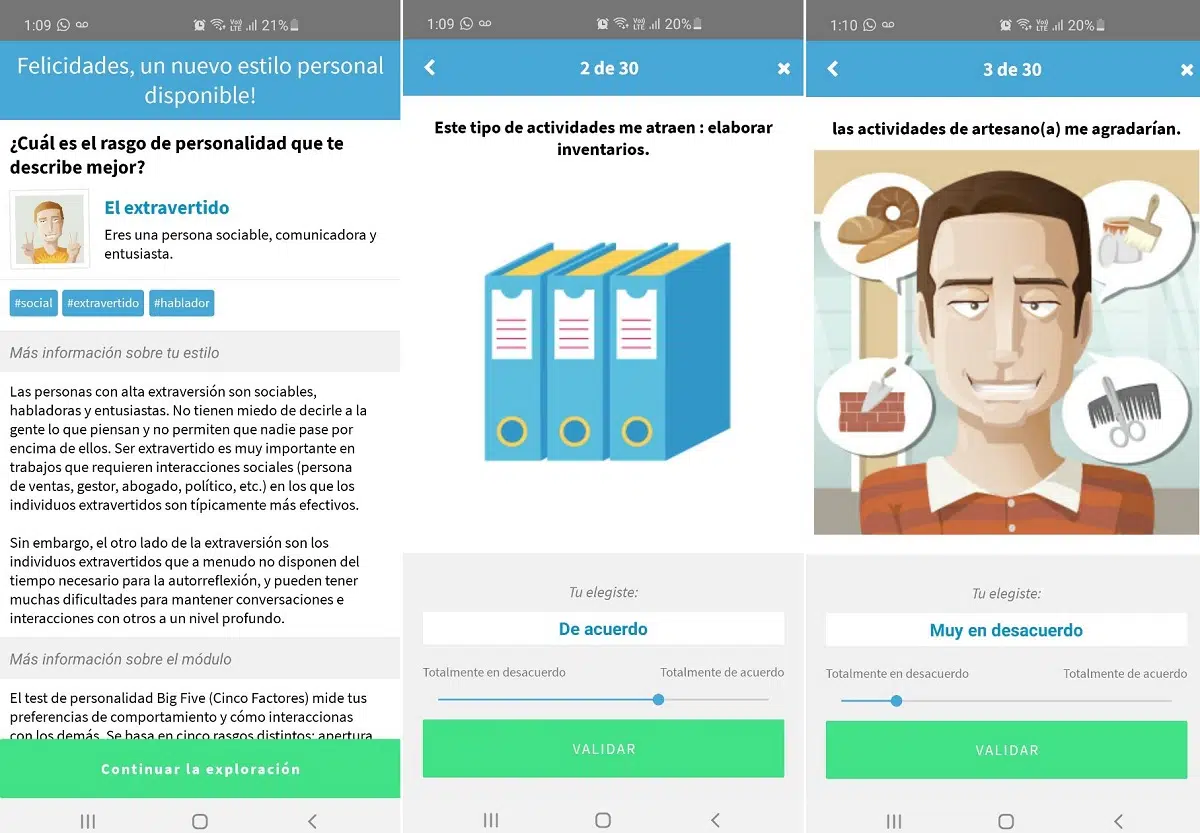 1:09
21%
Felicidades, un nuevo estilo personal
disponible!
¿Cuál es el rasgo de personalidad que te
describe mejor?
El extravertido
Eres una persona sociable, comunicadora y
entusiasta.
#social #extravertido #hablador
Más información sobre tu estilo
Las personas con alta extraversión son sociables,
habladoras y entusiastas. No tienen miedo de decirle a la
gente lo que piensan y no permiten que nadie pase por
encima de ellos. Ser extravertido es muy importante en
trabajos que requieren interacciones sociales (persona
de ventas, gestor, abogado, político, etc.) en los que los
individuos extravertidos son típicamente más efectivos.
Sin embargo, el otro lado de la extraversión son los
individuos extravertidos que a menudo no disponen del
tiempo necesario para la autorreflexión, y pueden tener
muchas dificultades para mantener conversaciones e
interacciones con otros a un nivel profundo.
Más información sobre el módulo
El test de personalidad Big Five (Cinco Factores) mide tus
preferencias de comportamiento y cómo interaccionas
con los demás. Se basa en cinco rasgos distintos: apertura
Continuar la exploración
1:09
20%
2 de 30
Este tipo de actividades me atraen : elaborar
inventarios.
Tu elegiste:
De acuerdo
Totalmente en desacuerdo
Totalmente de acuerdo
VALIDAR
1:10
20%
3 de 30
las actividades de artesano(a) me agradarían.
Tu elegiste:
Muy en desacuerdo
Totalmente en desacuerdo
Totalmente de acuerdo
VALIDAR